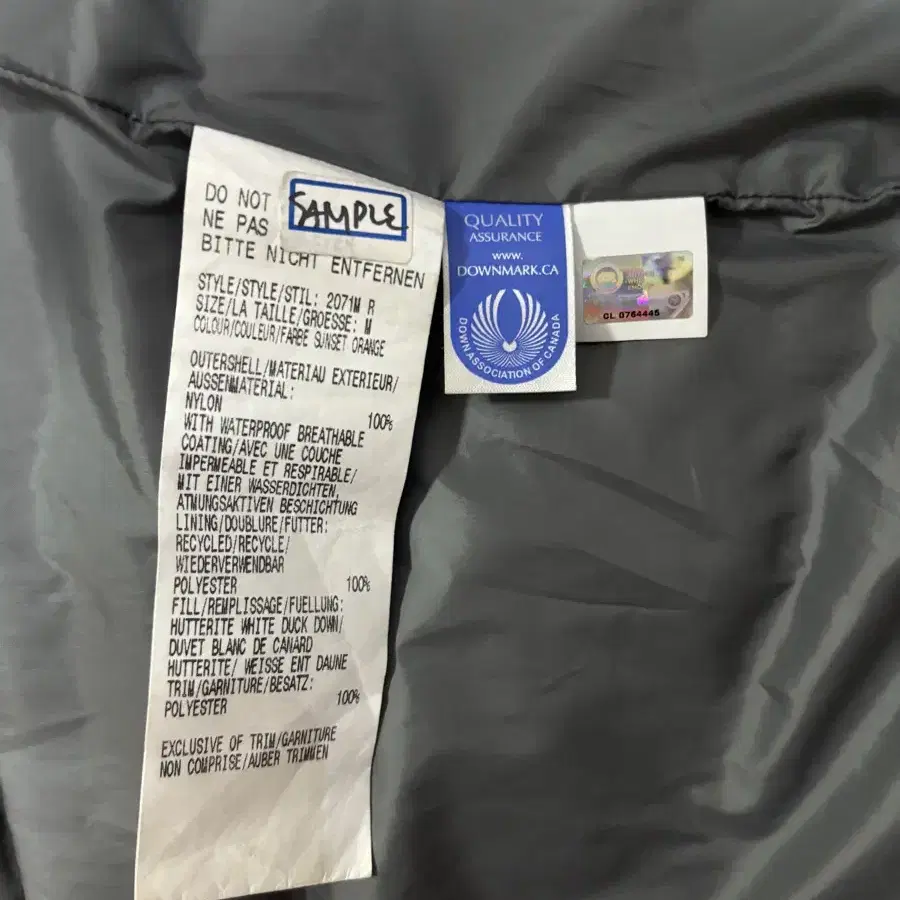 DO NOT
NE PAS
SAMPLE
BITTE NICHT ENTFERNEN
STYLE/STYLE/STIL: 2071M R
SIZE/LA TAILLE/GROESSE: M
COLOUR/COULEUR/FARBE SUNSET ORANGE
OUTERSHELL/MATERIAU EXTERIEUR/
AUSSENMATERIAL:
NYLON 100%
WITH WATERPROOF BREATHABLE
COATING/AVEC UNE COUCHE
IMPERMEABLE ET RESPIRABLE/
MIT EINER WASSERDICHTEN,
ATMUNGSAKTIVEN BESCHICHTUNG
LINING/DOUBLURE/FUTTER:
RECYCLED/RECYCLE/
WIEDERVERWENDBAR
POLYESTER 100%
FILL/REMPLISSAGE/FUELLUNG:
HUTTERITE WHITE DUCK DOWN/
DUVET BLANC DE CANARD
HUTTERITE/ WEISSE ENT DAUNE
TRIM/GARNITURE/BESATZ:
POLYESTER 100%
EXCLUSIVE OF TRIM/GARNITURE
NON COMPRISE/AUBER TRIMMEN
QUALITY
ASSURANCE
www.
DOWNMARK.CA
DOWN ASSOCIATION OF CANADA
CL 0764445